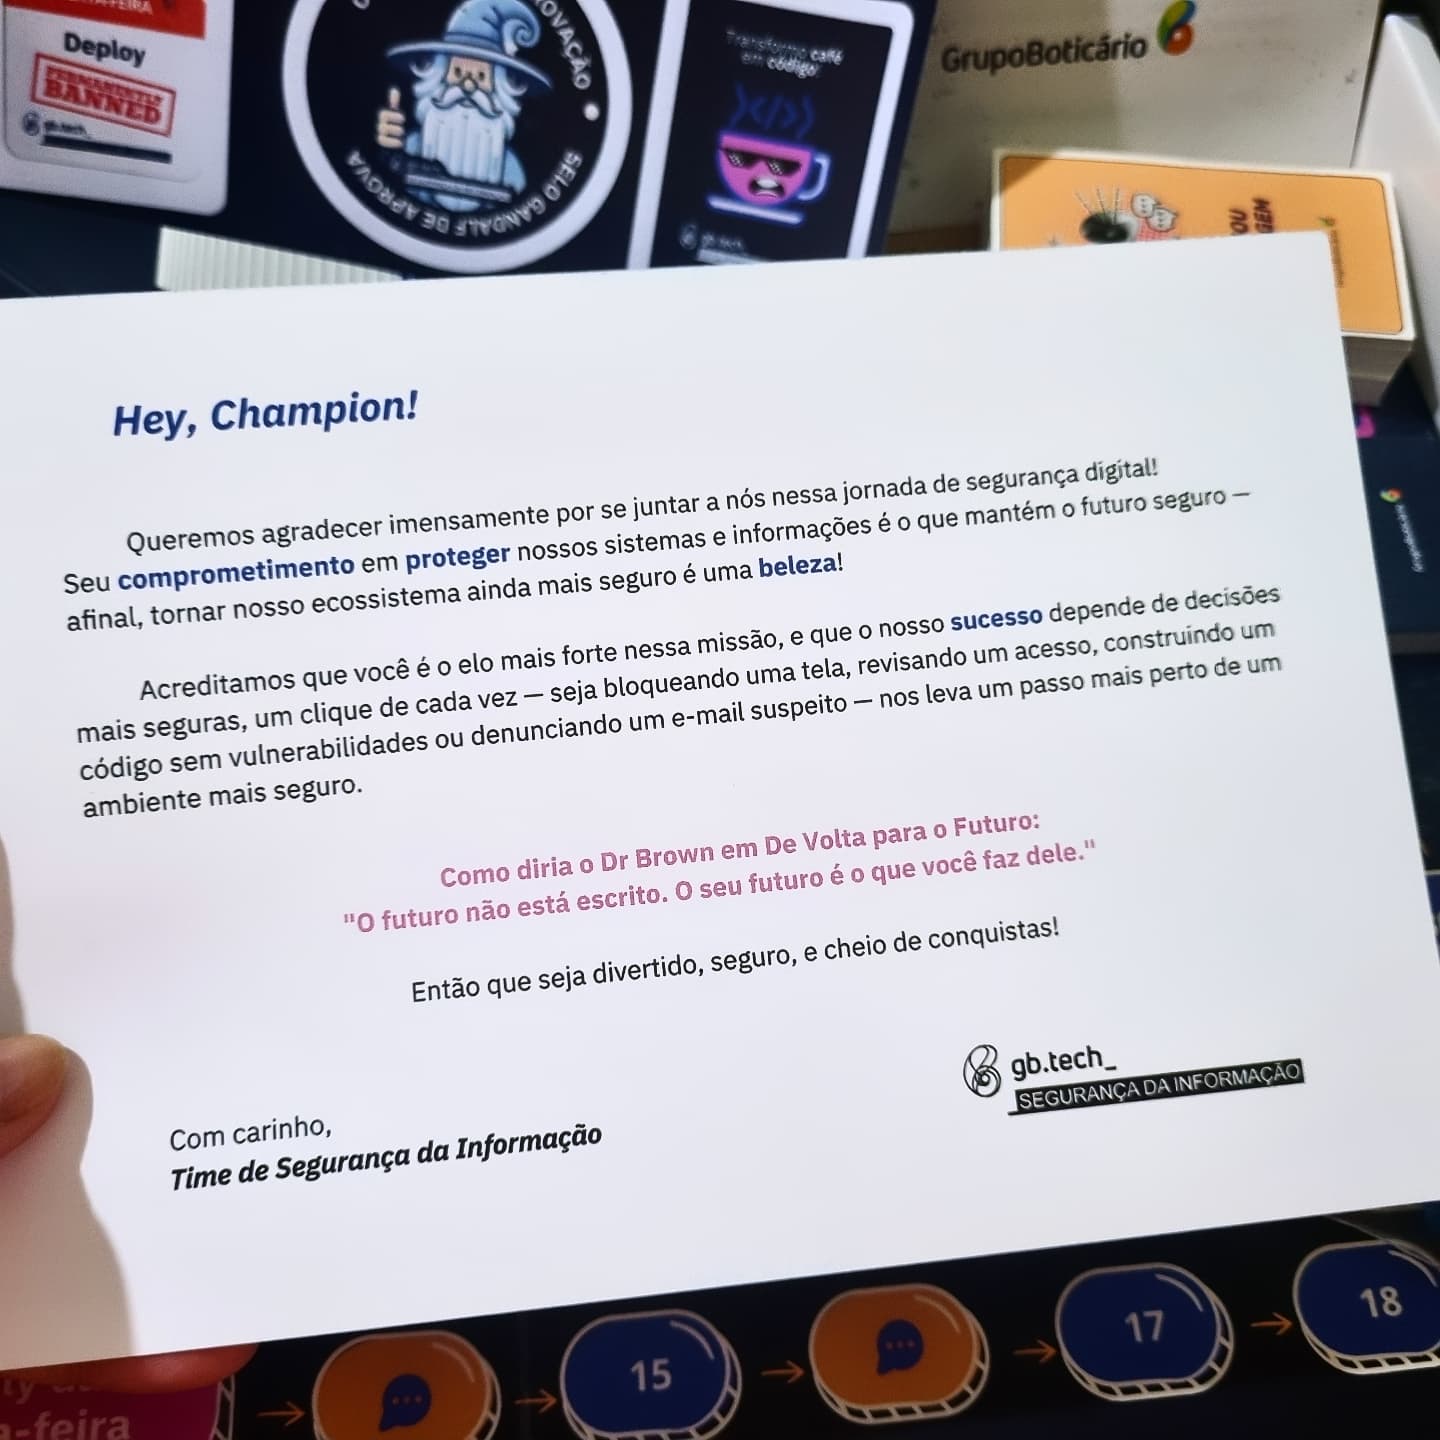 Deploy
PERMANENTLY
BANNED
gb.tech_
SELO GANDALF DE APROVAÇÃO
Transformo café
em código!
</>
gb.tech_
GrupoBoticário
Hey, Champion!
Queremos agradecer imensamente por se juntar a nós nessa jornada de segurança digital!
Seu comprometimento em proteger nossos sistemas e informações é o que mantém o futuro seguro —
afinal, tornar nosso ecossistema ainda mais seguro é uma beleza!
Acreditamos que você é o elo mais forte nessa missão, e que o nosso sucesso depende de decisões
mais seguras, um clique de cada vez — seja bloqueando uma tela, revisando um acesso, construindo um
código sem vulnerabilidades ou denunciando um e-mail suspeito — nos leva um passo mais perto de um
ambiente mais seguro.
Como diria o Dr Brown em De Volta para o Futuro:
"O futuro não está escrito. O seu futuro é o que você faz dele."
Então que seja divertido, seguro, e cheio de conquistas!
gb.tech_
SEGURANÇA DA INFORMAÇÃO
Com carinho,
Time de Segurança da Informação
GrupoBoticário
15
17
18
-feira